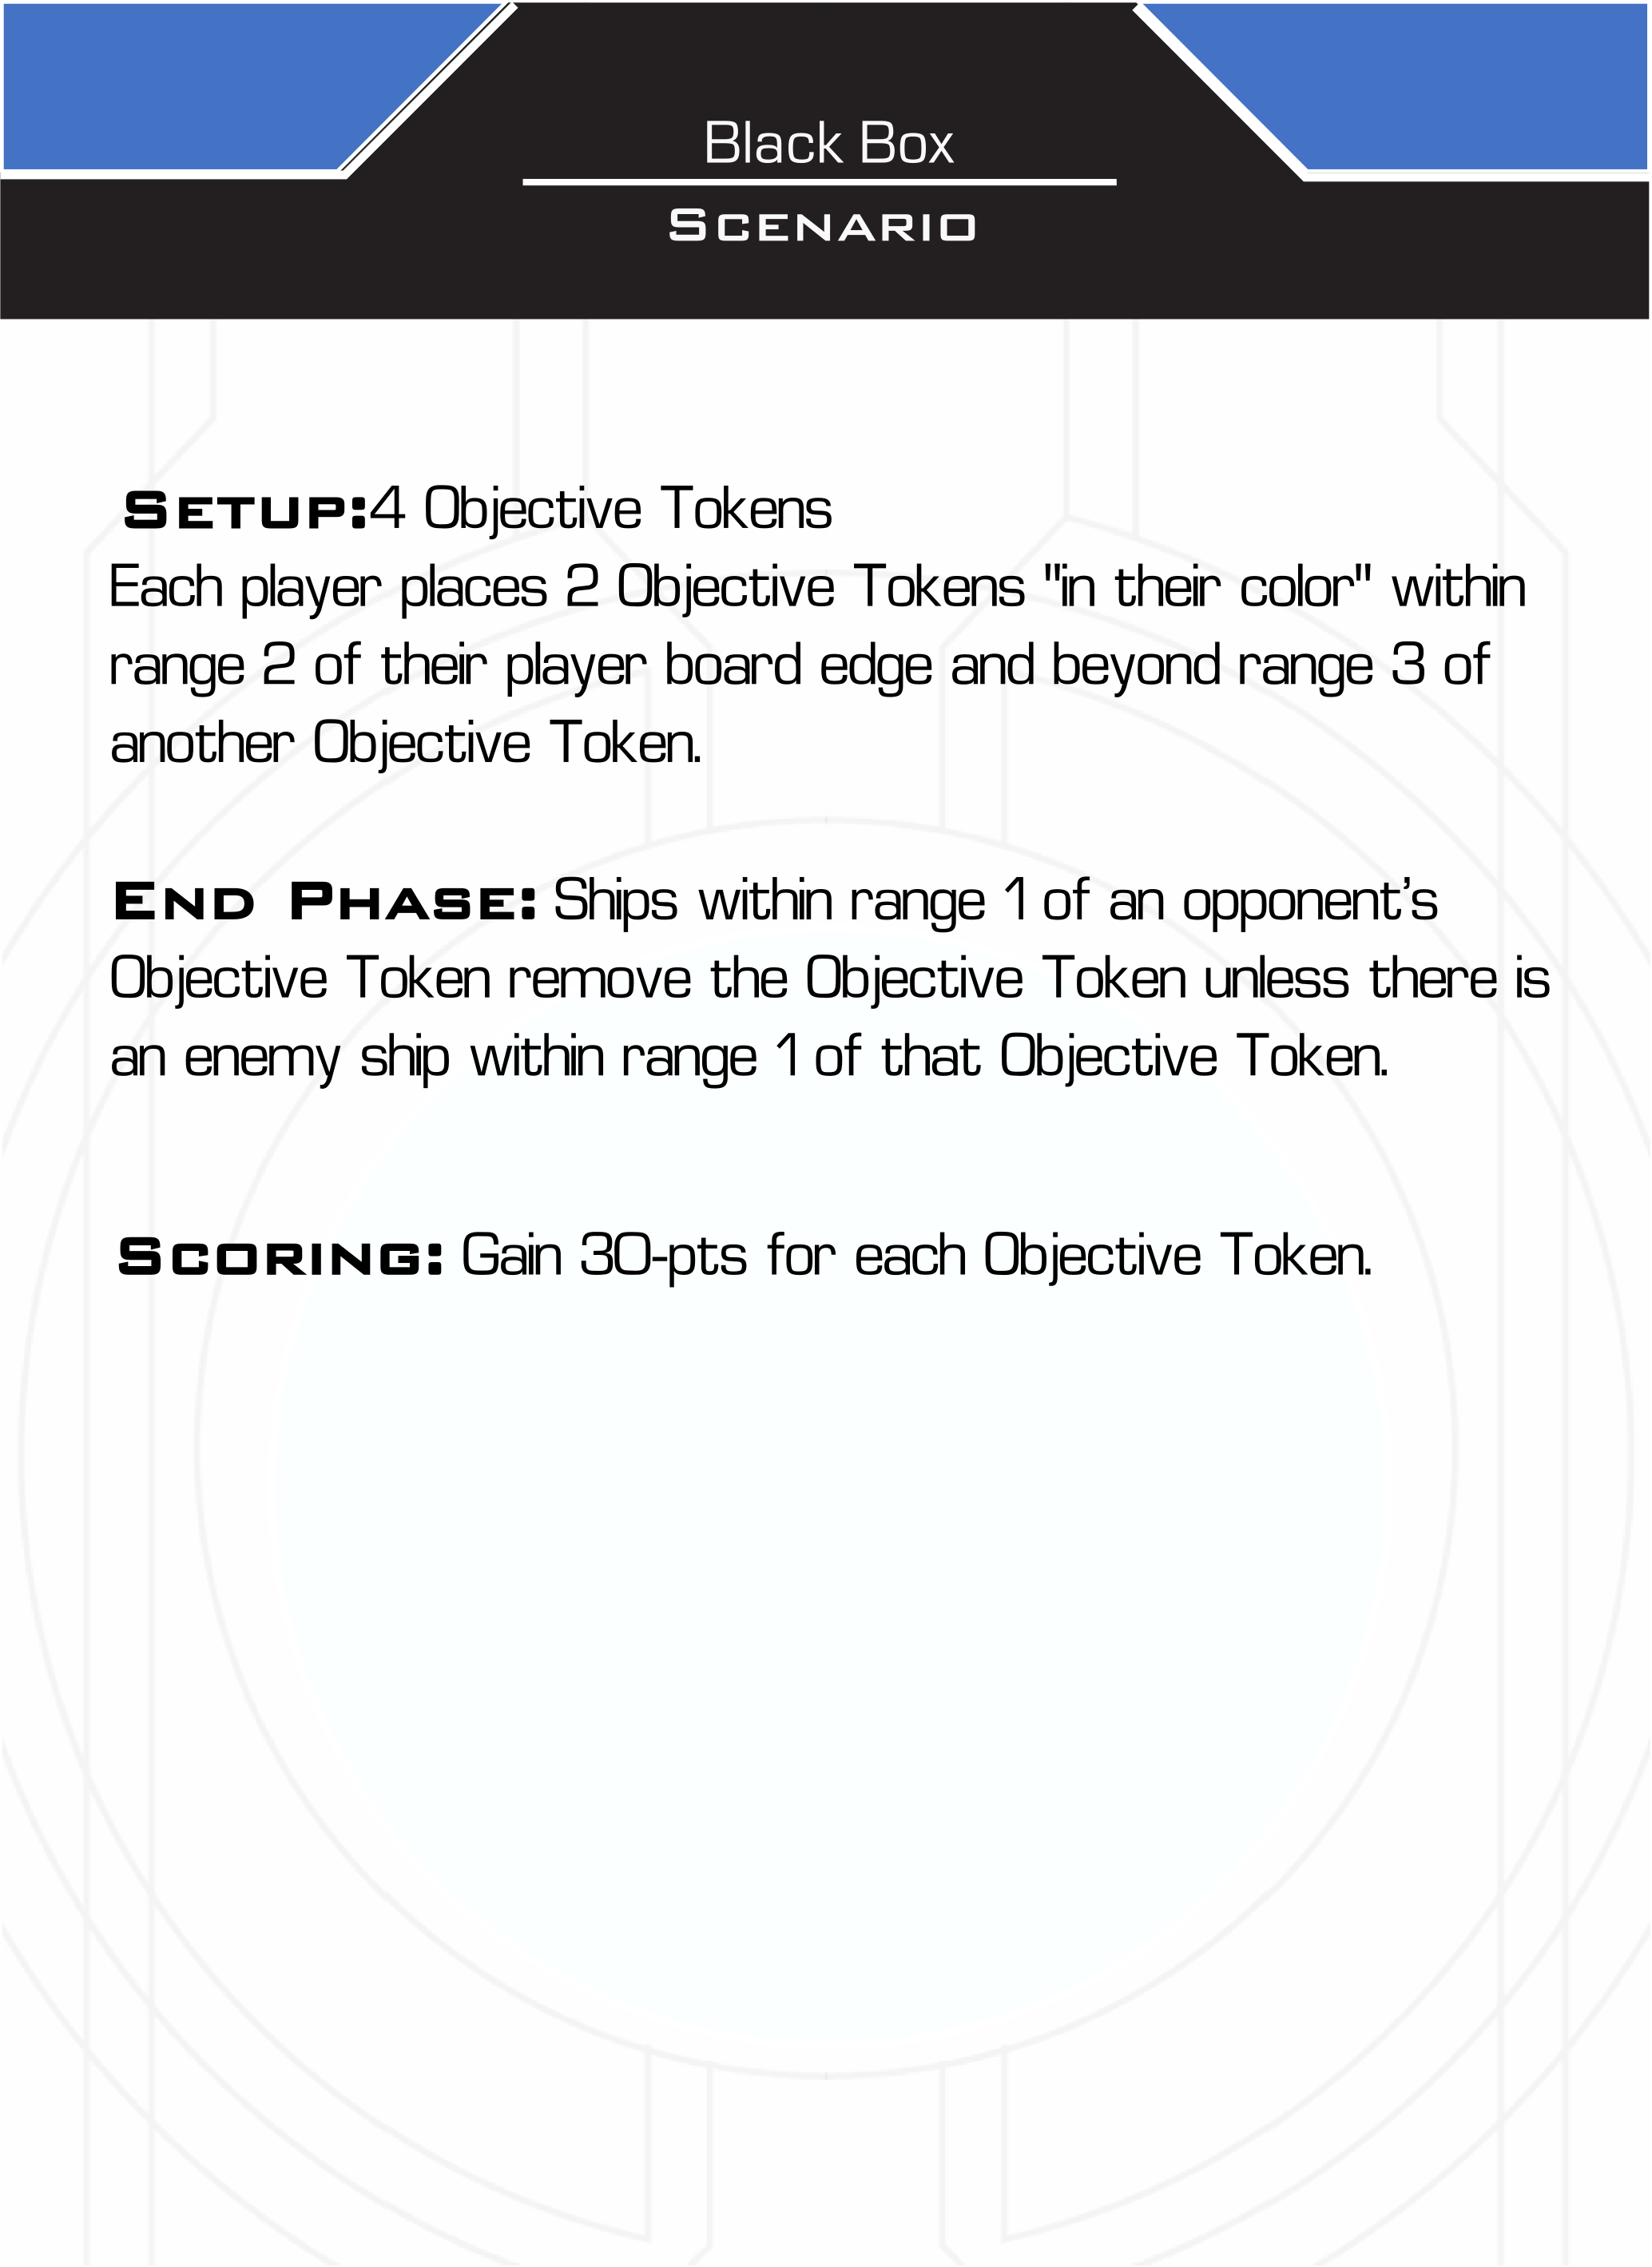 Black Box
Scenario
Setup:4 Objective Tokens
Each player places 2 Objective Tokens "in their color" within
range 2 of their player board edge and beyond range 3 of
another Objective Token.
End Phase: Ships within range 1 of an opponent’s
Objective Token remove the Objective Token unless there is
an enemy ship within range 1 of that Objective Token.
Scoring: Gain 30-pts for each Objective Token.